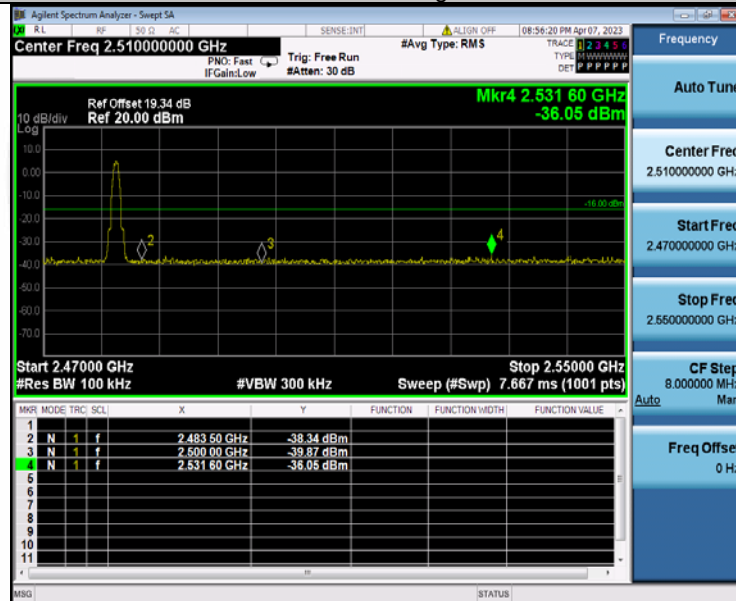 Agilent Spectrum Analyzer - Swept SA
RL RF 50 Ω AC SENSE:INT ALIGN OFF 08:56:20 PM Apr 07, 2023
Center Freq 2.510000000 GHz #Avg Type: RMS TRACE 1 2 3 4 5 6
PNO: Fast Trig: Free Run TYPE M WWWWW
IFGain:Low #Atten: 30 dB DET P P P P P P
Mkr4 2.531 60 GHz
-36.05 dBm
Ref Offset 19.34 dB
10 dB/div Ref 20.00 dBm
Log
10.0
0.00
-10.0
-16.00 dBm
-20.0
-30.0
2 3 4
-40.0
-50.0
-60.0
-70.0
Start 2.47000 GHz Stop 2.55000 GHz
#Res BW 100 kHz #VBW 300 kHz Sweep (#Swp) 7.667 ms (1001 pts)
MKR MODE TRC SCL X Y FUNCTION FUNCTION WIDTH FUNCTION VALUE
1
2 N 1 f 2.483 50 GHz -38.34 dBm
3 N 1 f 2.500 00 GHz -39.87 dBm
4 N 1 f 2.531 60 GHz -36.05 dBm
5
6
7
8
9
10
11
MSG STATUS
Frequency
Auto Tune
Center Freq
2.510000000 GHz
Start Freq
2.470000000 GHz
Stop Freq
2.550000000 GHz
CF Step
8.000000 MHz
Auto Man
Freq Offset
0 Hz